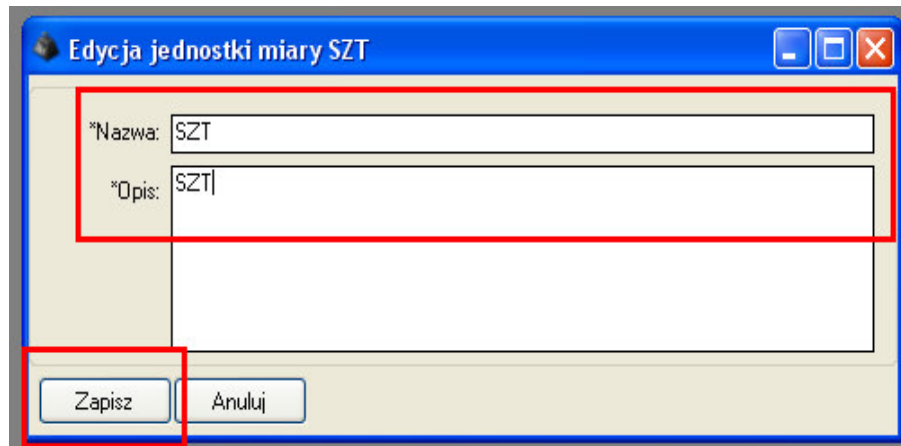 Edycja jednostki miary SZT
*Nazwa: SZT
*Opis: SZT
Zapisz Anuluj